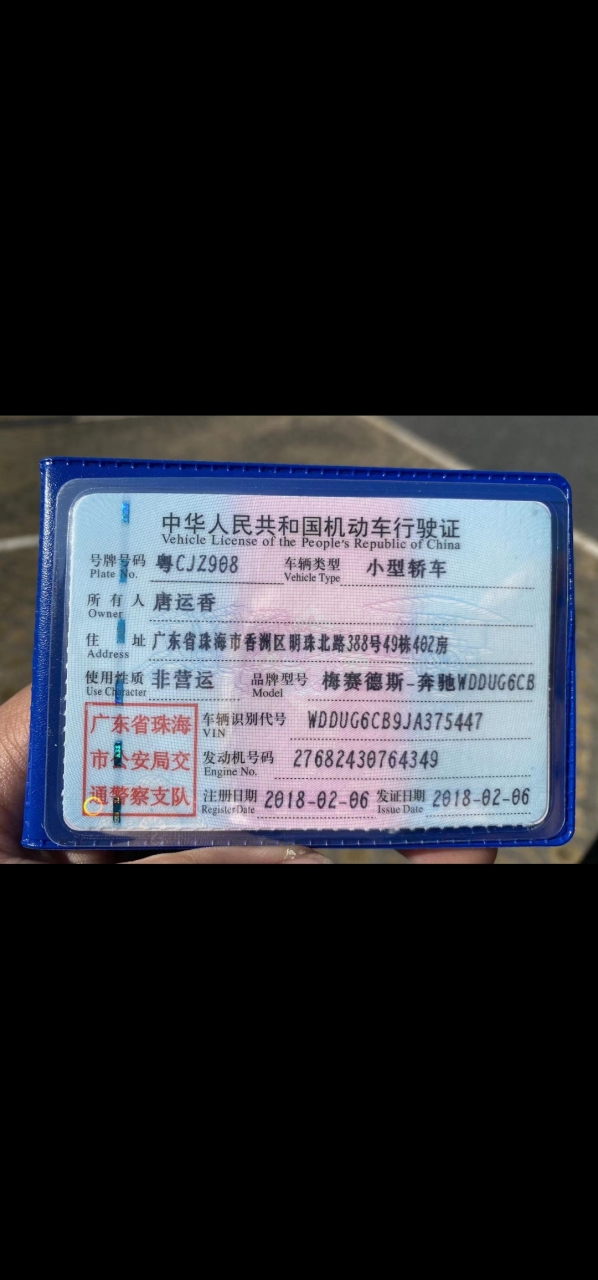 中华人民共和国机动车行驶证
Vehicle License of the People's Republic of China
号牌号码 粤CJZ908 车辆类型 小型轿车
Plate No. Vehicle Type
所有人 唐运香
Owner
住址 广东省珠海市香洲区明珠北路388号49栋402房
Address
使用性质 非营运 品牌型号 梅赛德斯-奔驰WDDUG6CB
Use Character Model
广东省珠海
市公安局交
通警察支队
车辆识别代号 WDDUG6CB9JA375447
VIN
发动机号码 27682430764349
Engine No.
注册日期 2018-02-06 发证日期 2018-02-06
Register Date Issue Date